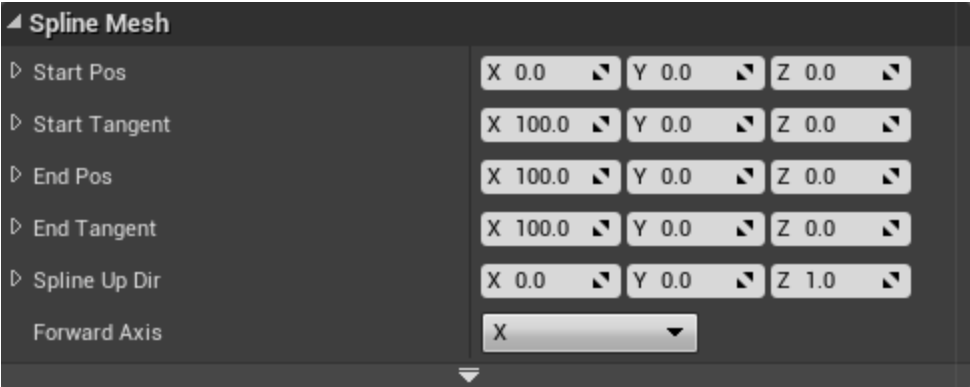 Spline Mesh
Start Pos X 0.0 Y 0.0 Z 0.0
Start Tangent X 100.0 Y 0.0 Z 0.0
End Pos X 100.0 Y 0.0 Z 0.0
End Tangent X 100.0 Y 0.0 Z 0.0
Spline Up Dir X 0.0 Y 0.0 Z 1.0
Forward Axis X